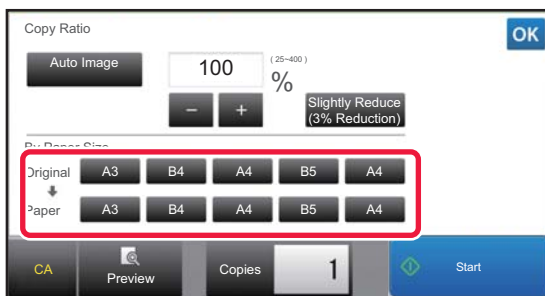 Copy Ratio
OK
Auto Image
100
(25~400)
%
− +
Slightly Reduce
(3% Reduction)
By Paper Size
Original A3 B4 A4 B5 A4
Paper A3 B4 A4 B5 A4
CA
Preview
Copies
1
Start